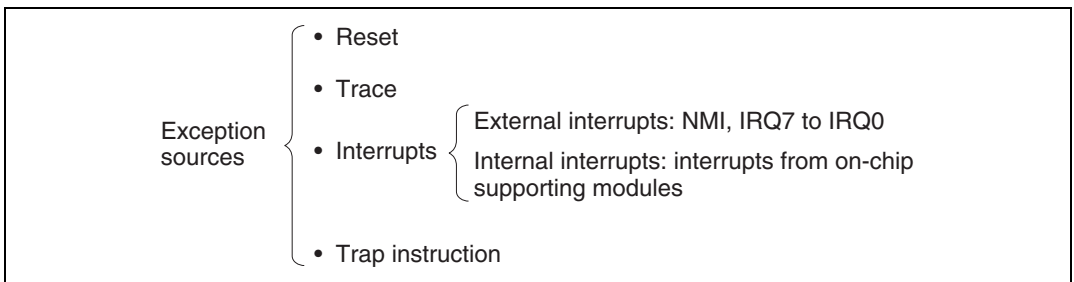 • Reset
• Trace
Exception
sources
• Interrupts
External interrupts: NMI, IRQ7 to IRQ0
Internal interrupts: interrupts from on-chip
supporting modules
• Trap instruction